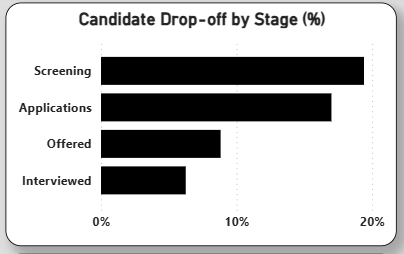 Candidate Drop-off by Stage (%)
Screening
Applications
Offered
Interviewed
0% 10% 20%